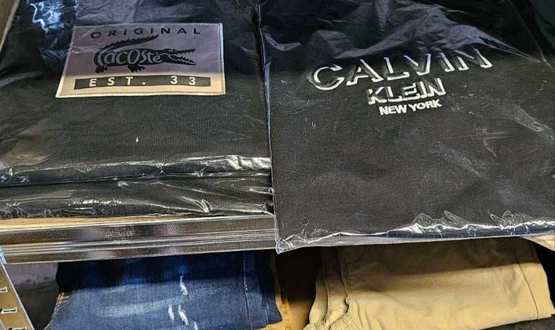 ORIGINAL
Lacoste
EST. 33
CALVIN
KLEIN
NEW YORK